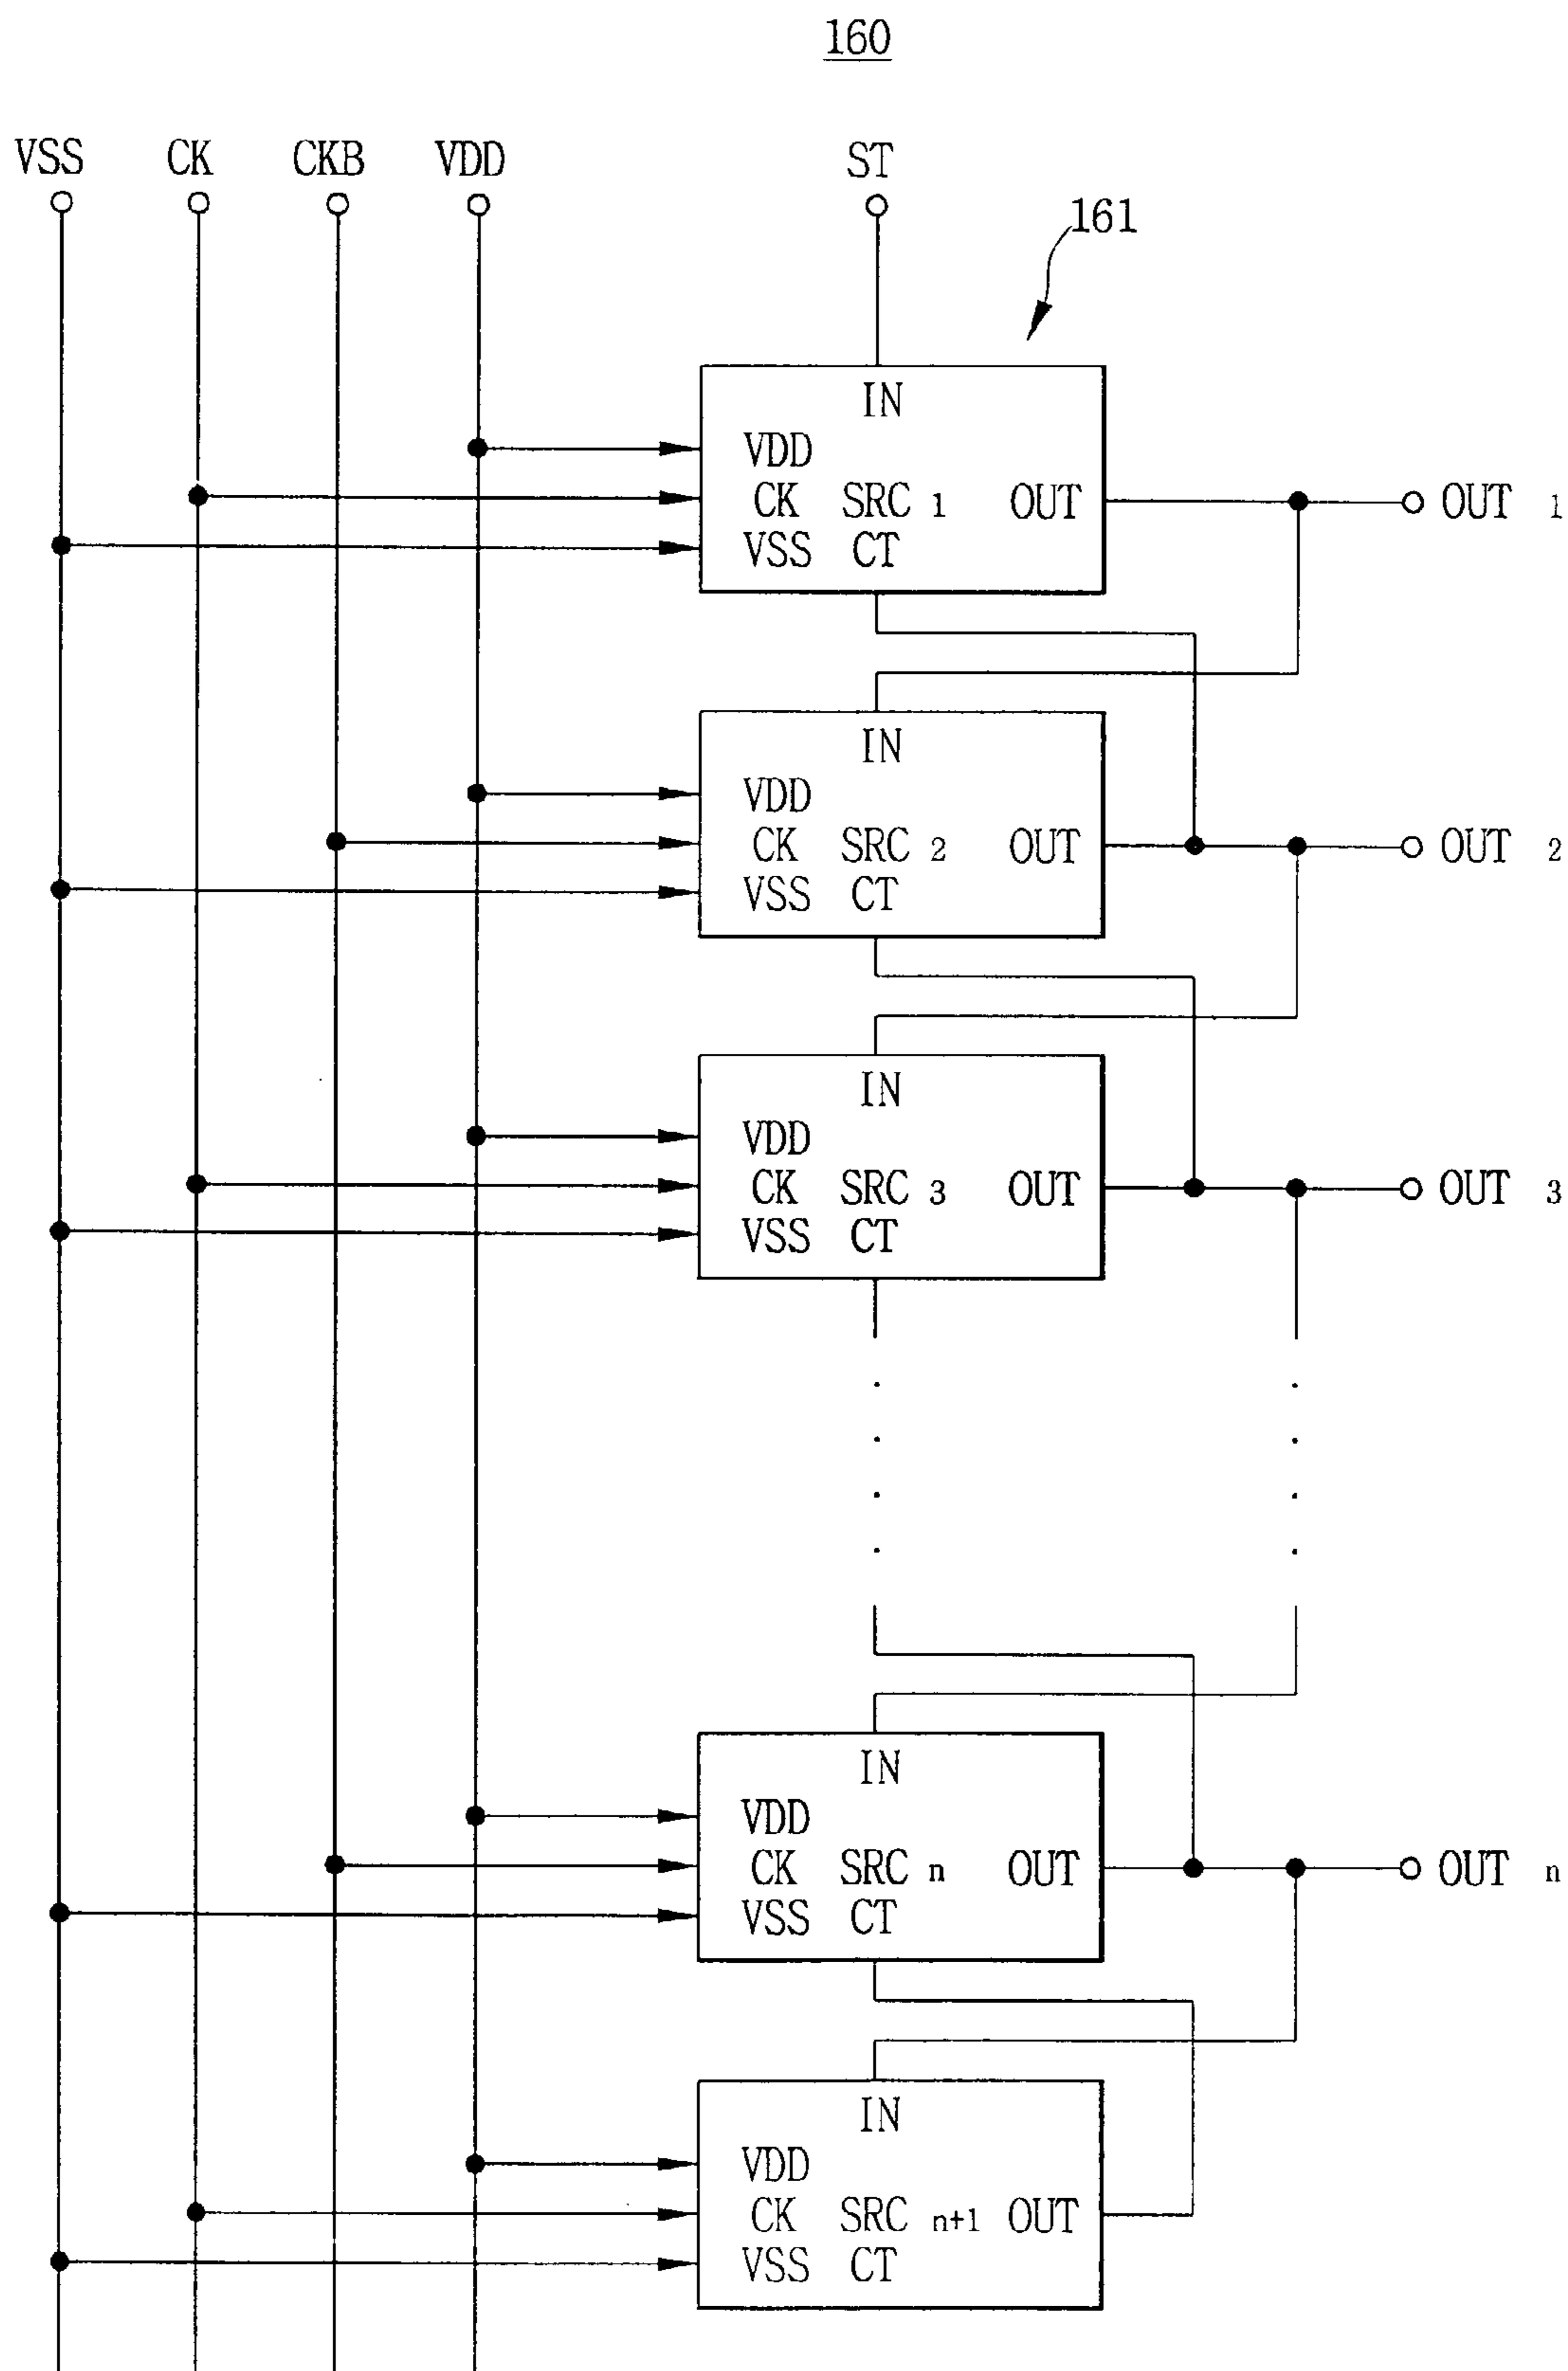 160
VSS CK CKB VDD ST
161
IN
VDD
CK SRC 1 OUT OUT 1
VSS CT
IN
VDD
CK SRC 2 OUT OUT 2
VSS CT
IN
VDD
CK SRC 3 OUT OUT 3
VSS CT
IN
VDD
CK SRC n OUT OUT n
VSS CT
IN
VDD
CK SRC n+1 OUT
VSS CT